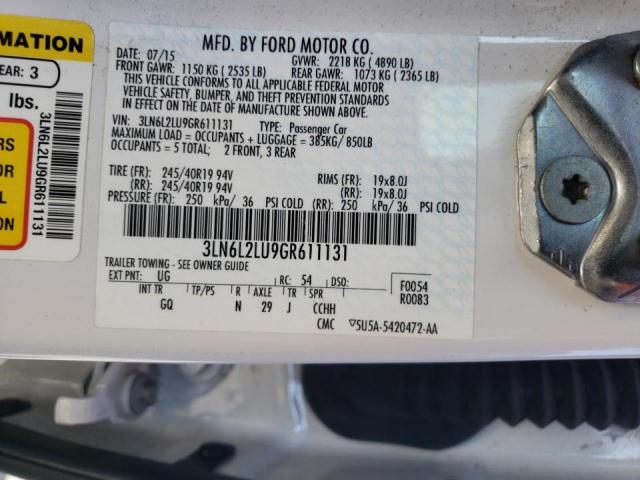 RMATION
EAR: 3
lbs.
RS
OR
L
ON
3LN6L2LU9GR611131
MFD. BY FORD MOTOR CO.
DATE: 07/15 GVWR: 2218 KG ( 4890 LB)
FRONT GAWR: 1150 KG ( 2535 LB) REAR GAWR: 1073 KG ( 2365 LB)
THIS VEHICLE CONFORMS TO ALL APPLICABLE FEDERAL MOTOR
VEHICLE SAFETY, BUMPER, AND THEFT PREVENTION STANDARDS
IN EFFECT ON THE DATE OF MANUFACTURE SHOWN ABOVE.
VIN: 3LN6L2LU9GR611131 TYPE: Passenger Car
MAXIMUM LOAD = OCCUPANTS + LUGGAGE = 385KG/ 850LB
OCCUPANTS = 5 TOTAL; 2 FRONT, 3 REAR
TIRE (FR): 245/40R19 94V RIMS (FR): 19x8.0J
(RR): 245/40R19 94V (RR): 19x8.0J
PRESSURE (FR): 250 kPa/ 36 PSI COLD (RR): 250 kPa/ 36 PSI COLD
3LN6L2LU9GR611131
TRAILER TOWING - SEE OWNER GUIDE
EXT PNT: UG RC: 54 DSO: F0054
INT TR TP/PS R AXLE TR SPR R0083
GQ N 29 J CCHH
CMC ▽5U5A-5420472-AA